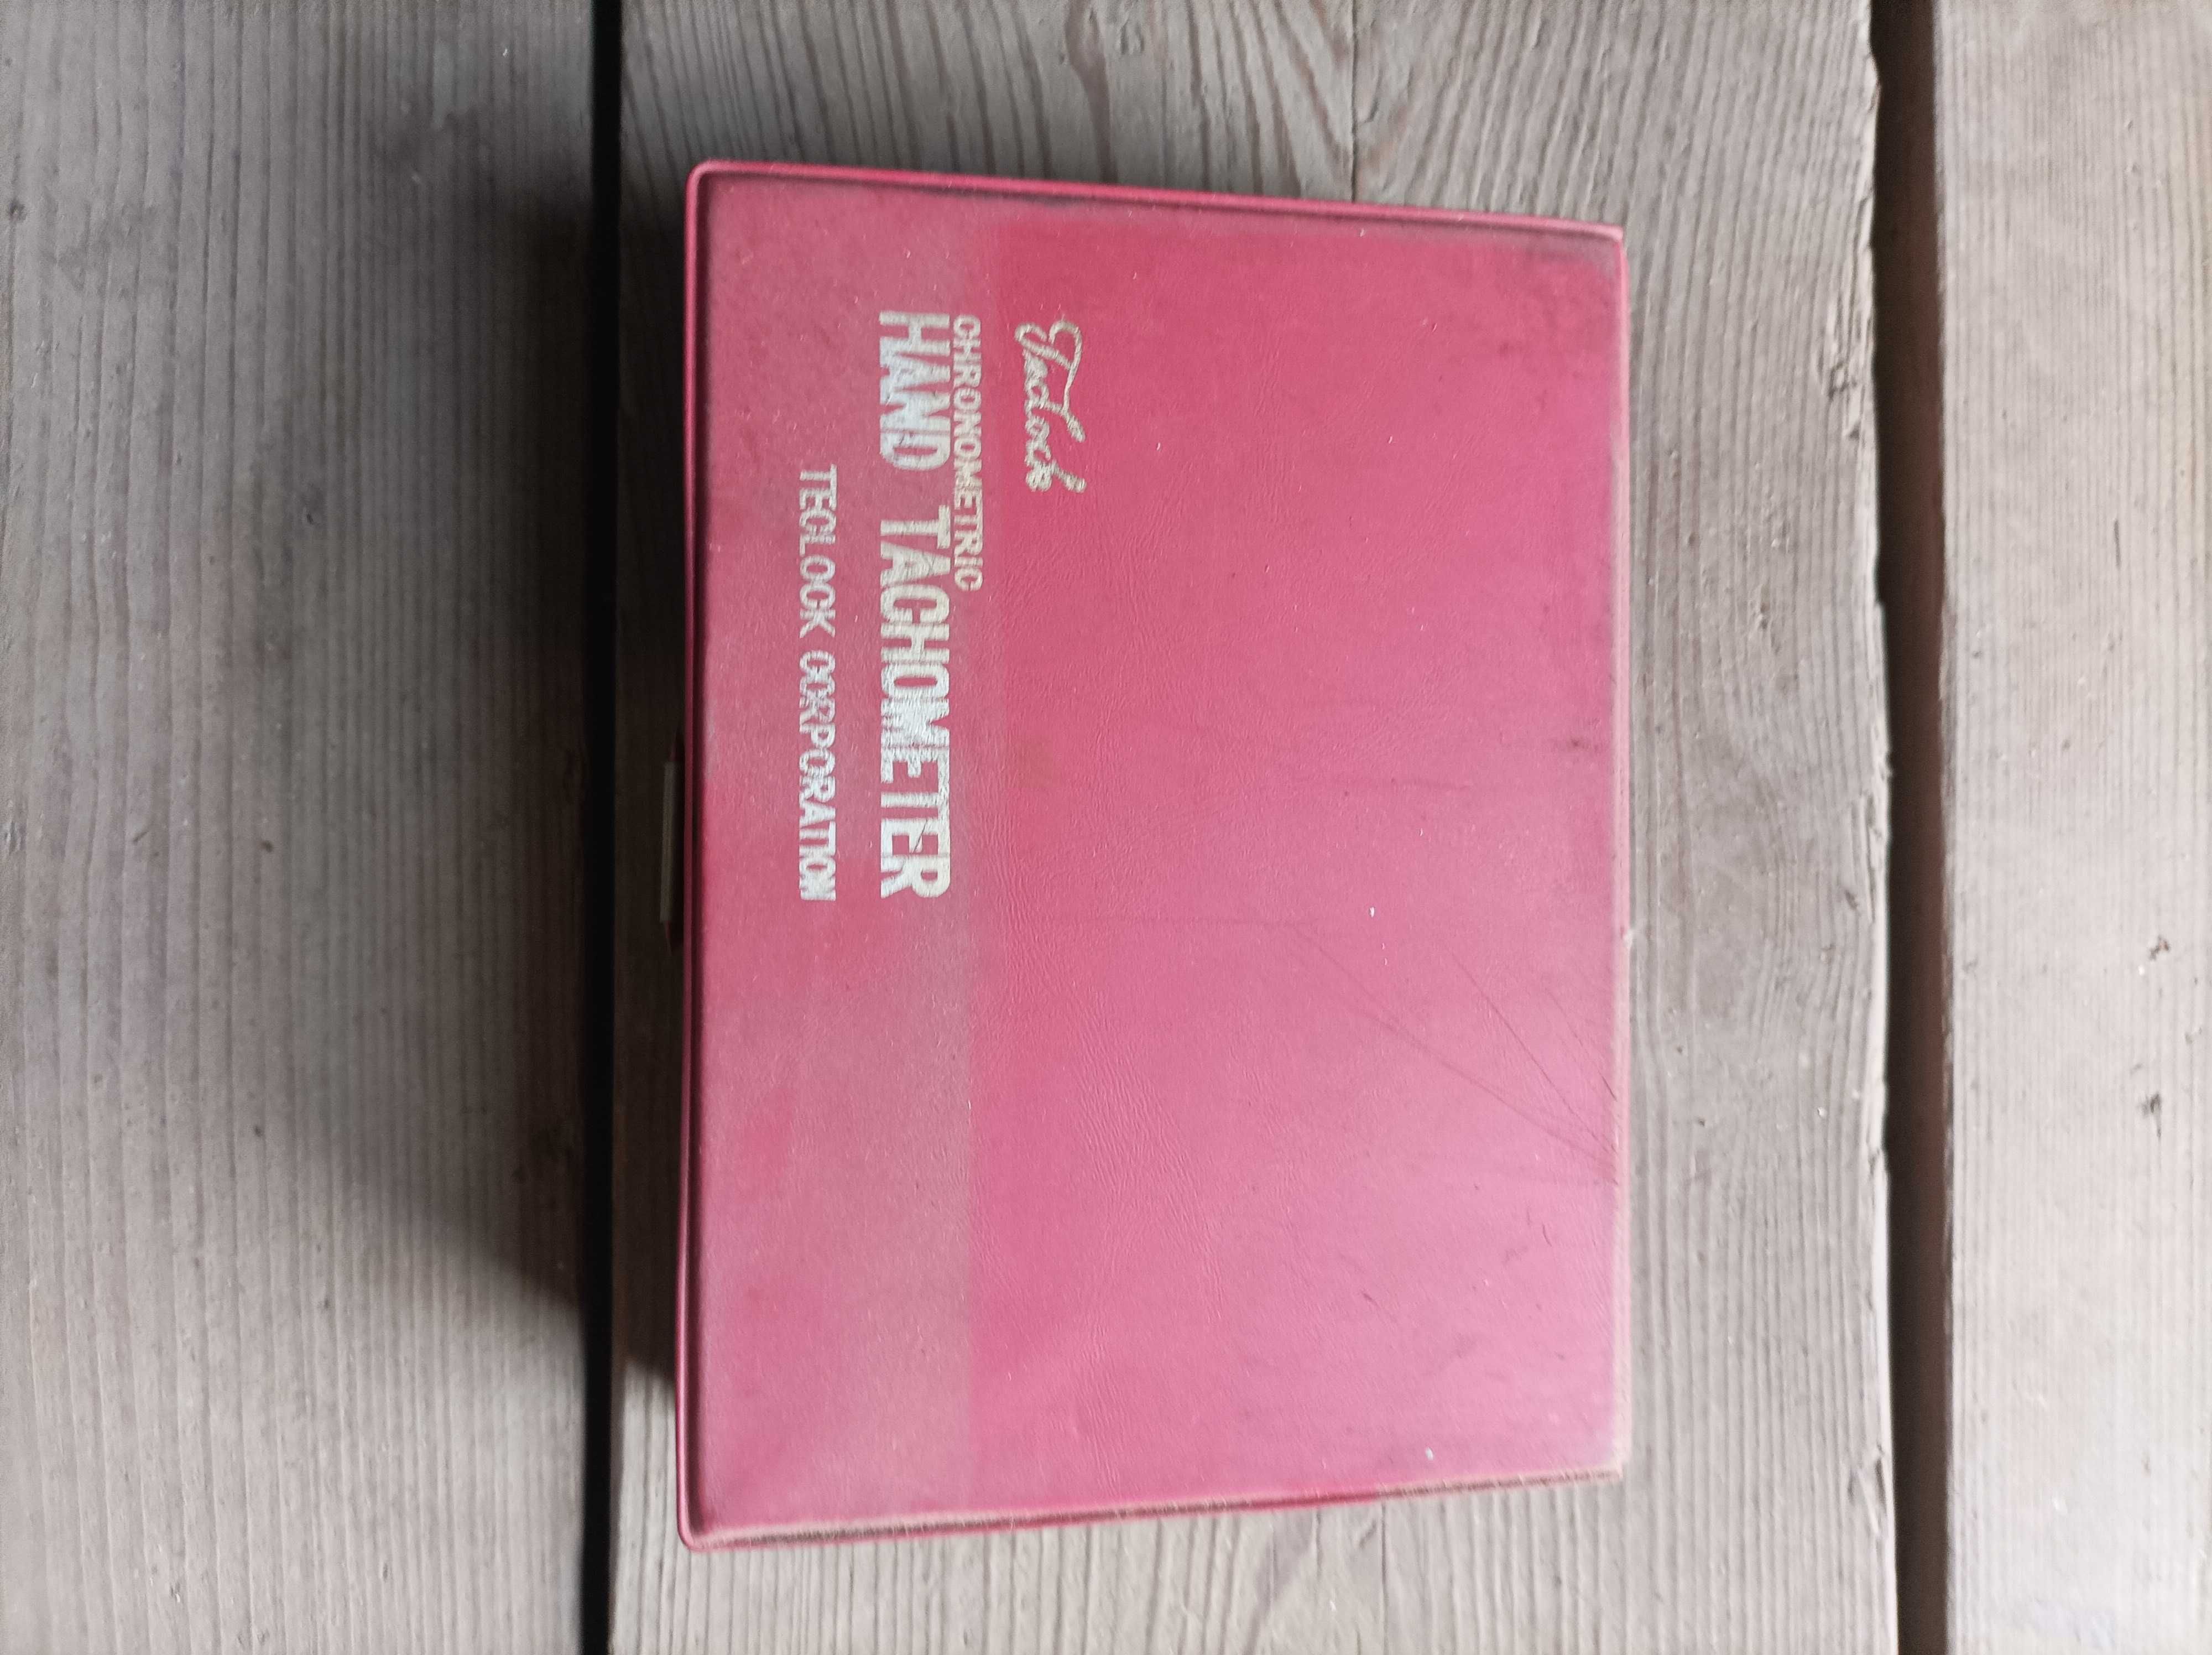 Teclock
CHRONOMETRIC
HAND TACHOMETER
TECLOCK CORPORATION